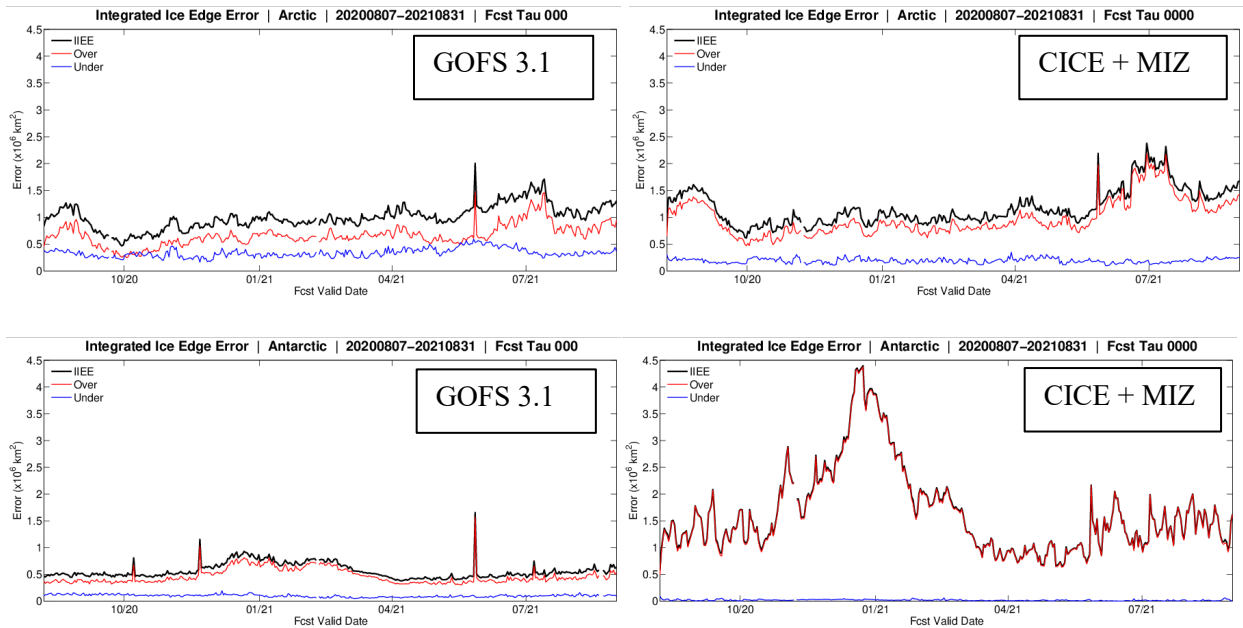 Integrated Ice Edge Error | Arctic | 20200807−20210831 | Fcst Tau 000
4.5
4
3.5
3
2.5
2
1.5
1
0.5
0
Error (x10^6 km^2)
IIEE
Over
Under
GOFS 3.1
10/20
01/21
04/21
07/21
Fcst Valid Date
Integrated Ice Edge Error | Arctic | 20200807−20210831 | Fcst Tau 0000
4.5
4
3.5
3
2.5
2
1.5
1
0.5
0
Error (x10^6 km^2)
IIEE
Over
Under
CICE + MIZ
10/20
01/21
04/21
07/21
Fcst Valid Date
Integrated Ice Edge Error | Antarctic | 20200807−20210831 | Fcst Tau 000
4.5
4
3.5
3
2.5
2
1.5
1
0.5
0
Error (x10^6 km^2)
IIEE
Over
Under
GOFS 3.1
10/20
01/21
04/21
07/21
Fcst Valid Date
Integrated Ice Edge Error | Antarctic | 20200807−20210831 | Fcst Tau 0000
4.5
4
3.5
3
2.5
2
1.5
1
0.5
0
Error (x10^6 km^2)
IIEE
Over
Under
CICE + MIZ
10/20
01/21
04/21
07/21
Fcst Valid Date